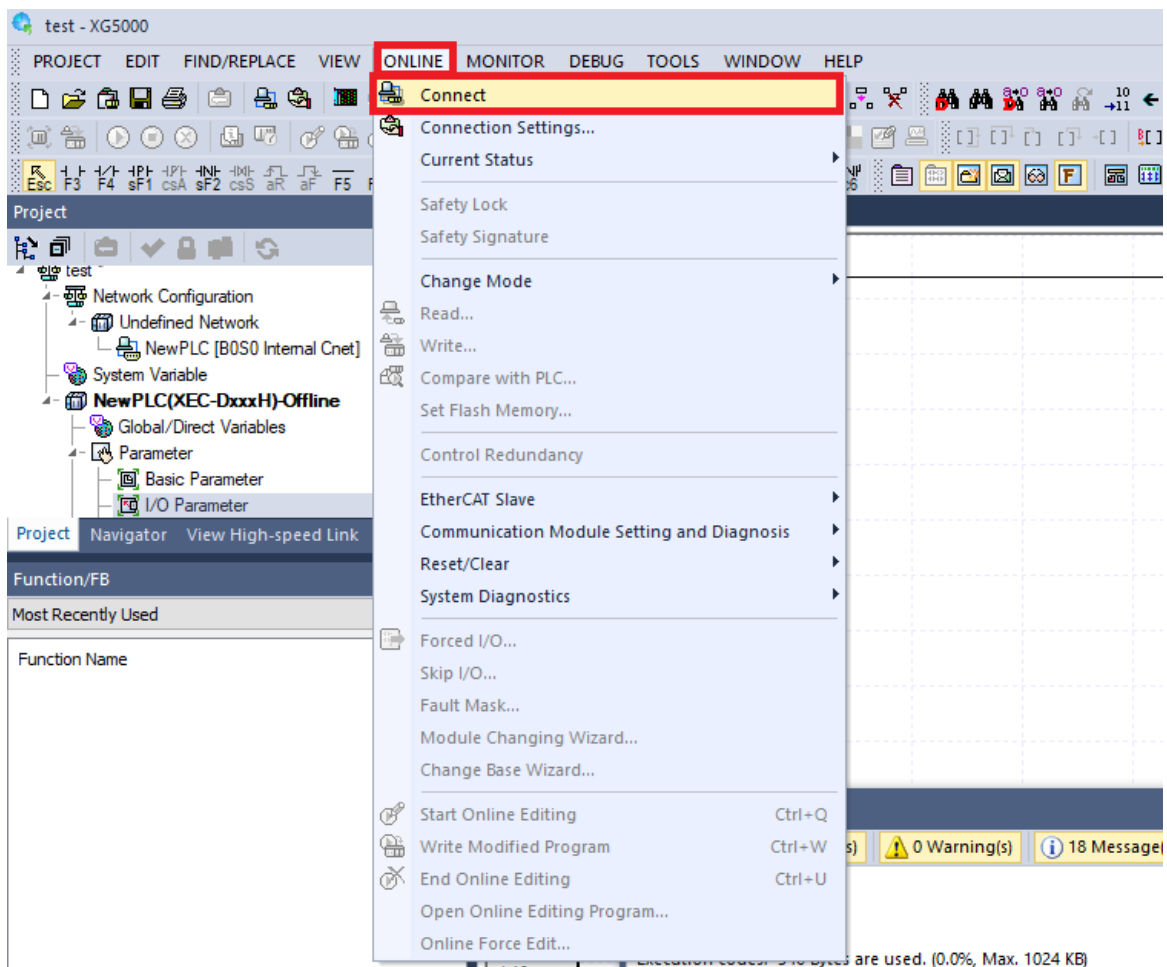 test - XG5000
PROJECT EDIT FIND/REPLACE VIEW ONLINE MONITOR DEBUG TOOLS WINDOW HELP
Esc F3 F4 sF1 csA sF2 csS aR aF F5
Project
test *
Network Configuration
Undefined Network
NewPLC [B0S0 Internal Cnet]
System Variable
NewPLC(XEC-DxxxH)-Offline
Global/Direct Variables
Parameter
Basic Parameter
I/O Parameter
Project Navigator View High-speed Link
Function/FB
Most Recently Used
Function Name
Connect
Connection Settings...
Current Status
Safety Lock
Safety Signature
Change Mode
Read...
Write...
Compare with PLC...
Set Flash Memory...
Control Redundancy
EtherCAT Slave
Communication Module Setting and Diagnosis
Reset/Clear
System Diagnostics
Forced I/O...
Skip I/O...
Fault Mask...
Module Changing Wizard...
Change Base Wizard...
Start Online Editing Ctrl+Q
Write Modified Program Ctrl+W
End Online Editing Ctrl+U
Open Online Editing Program...
Online Force Edit...
0 Warning(s) 18 Message(
are used. (0.0%, Max. 1024 KB)